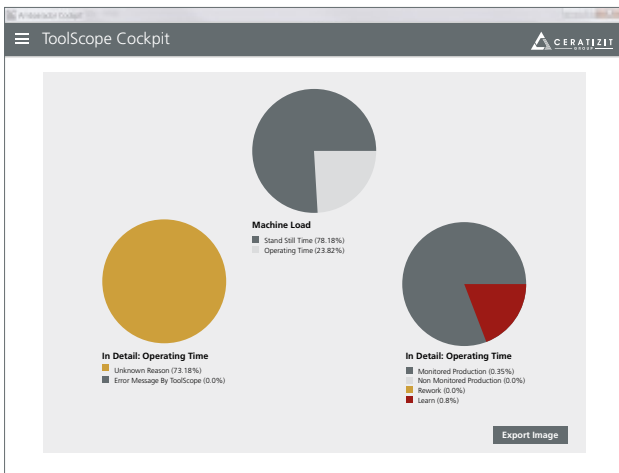 Ambassador Cockpit
ToolScope Cockpit
CERATIZIT
GROUP
Machine Load
Stand Still Time (78.18%)
Operating Time (23.82%)
In Detail: Operating Time
Unknown Reason (73.18%)
Error Message By ToolScope (0.0%)
In Detail: Operating Time
Monitored Production (0.35%)
Non Monitored Production (0.0%)
Rework (0.0%)
Learn (0.8%)
Export Image